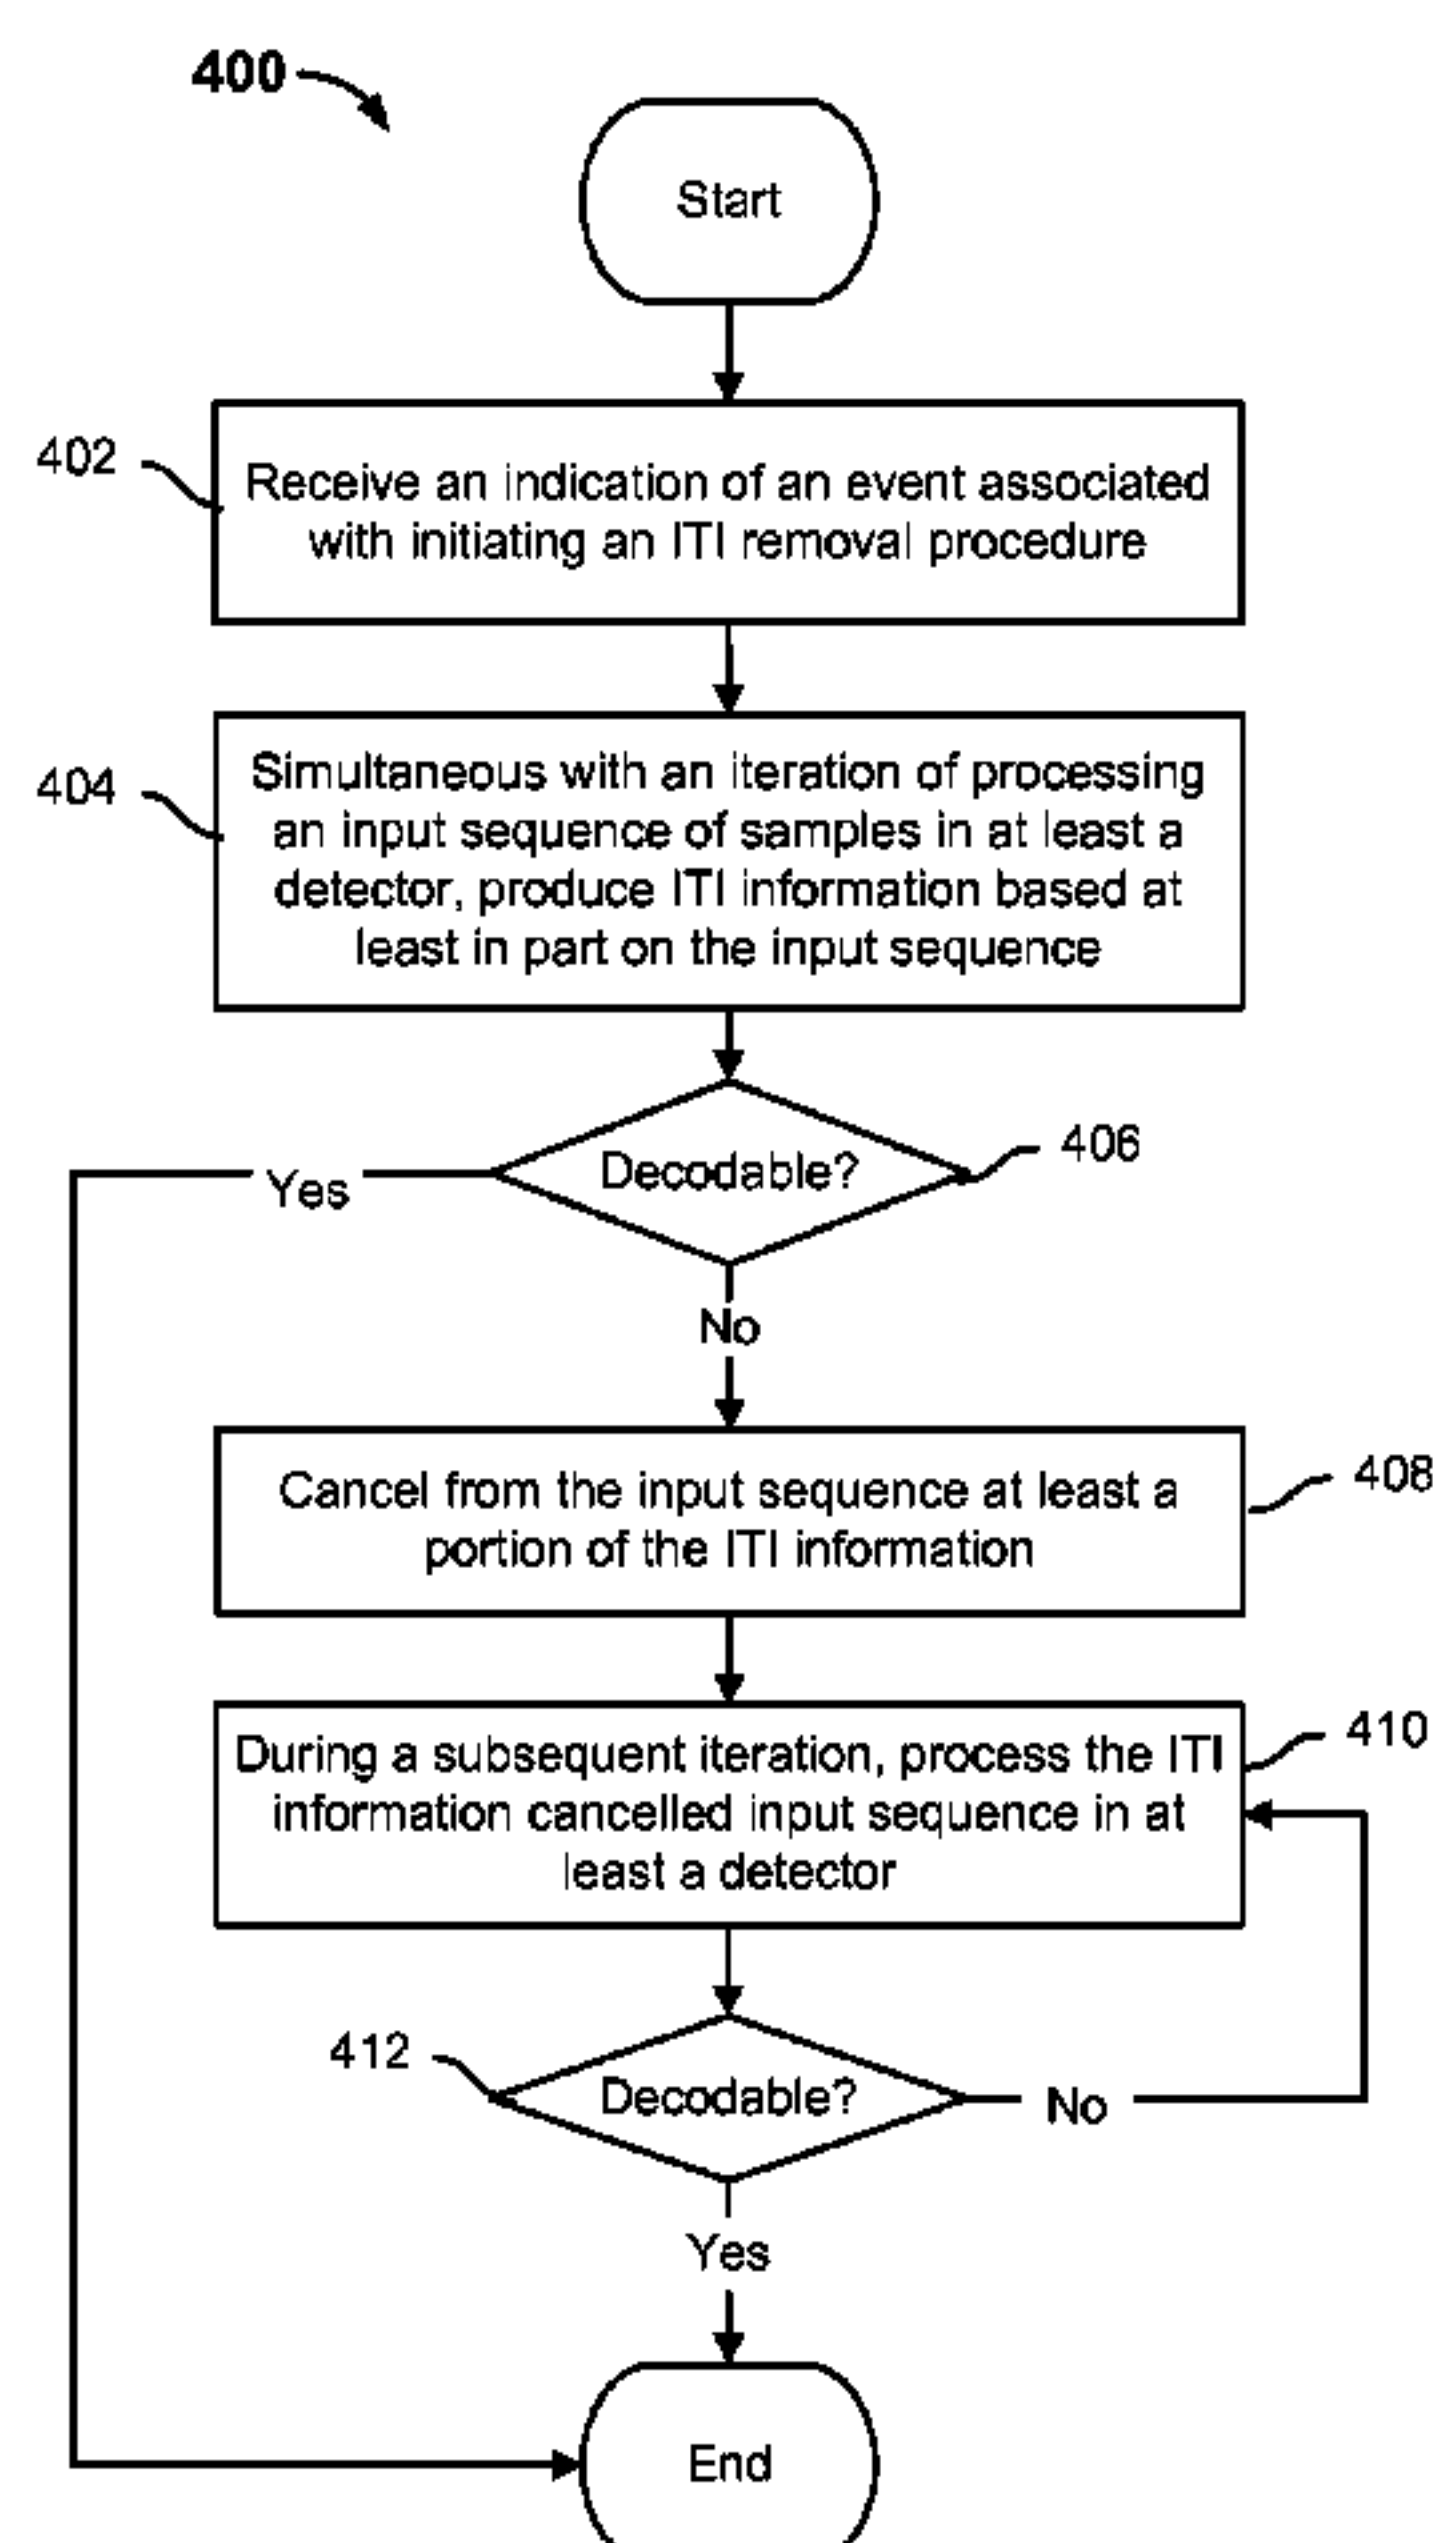 400
Start
402
Receive an indication of an event associated
with initiating an ITI removal procedure
404
Simultaneous with an iteration of processing
an input sequence of samples in at least a
detector, produce ITI information based at
least in part on the input sequence
Decodable?
406
Yes
No
Cancel from the input sequence at least a
portion of the ITI information
408
During a subsequent iteration, process the ITI
information cancelled input sequence in at
least a detector
410
412
Decodable?
No
Yes
End